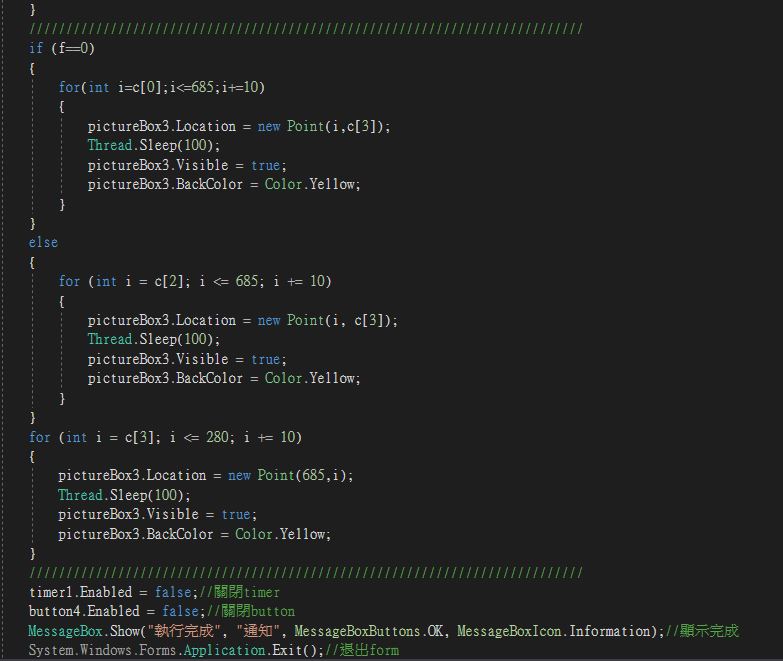 }
///////////////////////////////////////////////////////////////////////////
if (f==0)
{
for(int i=c[0];i<=685;i+=10)
{
pictureBox3.Location = new Point(i,c[3]);
Thread.Sleep(100);
pictureBox3.Visible = true;
pictureBox3.BackColor = Color.Yellow;
}
}
else
{
for (int i = c[2]; i <= 685; i += 10)
{
pictureBox3.Location = new Point(i, c[3]);
Thread.Sleep(100);
pictureBox3.Visible = true;
pictureBox3.BackColor = Color.Yellow;
}
}
for (int i = c[3]; i <= 280; i += 10)
{
pictureBox3.Location = new Point(685,i);
Thread.Sleep(100);
pictureBox3.Visible = true;
pictureBox3.BackColor = Color.Yellow;
}
///////////////////////////////////////////////////////////////////////////
timer1.Enabled = false;//關閉timer
button4.Enabled = false;//關閉button
MessageBox.Show("執行完成", "通知", MessageBoxButtons.OK, MessageBoxIcon.Information);//顯示完成
System.Windows.Forms.Application.Exit();//退出form